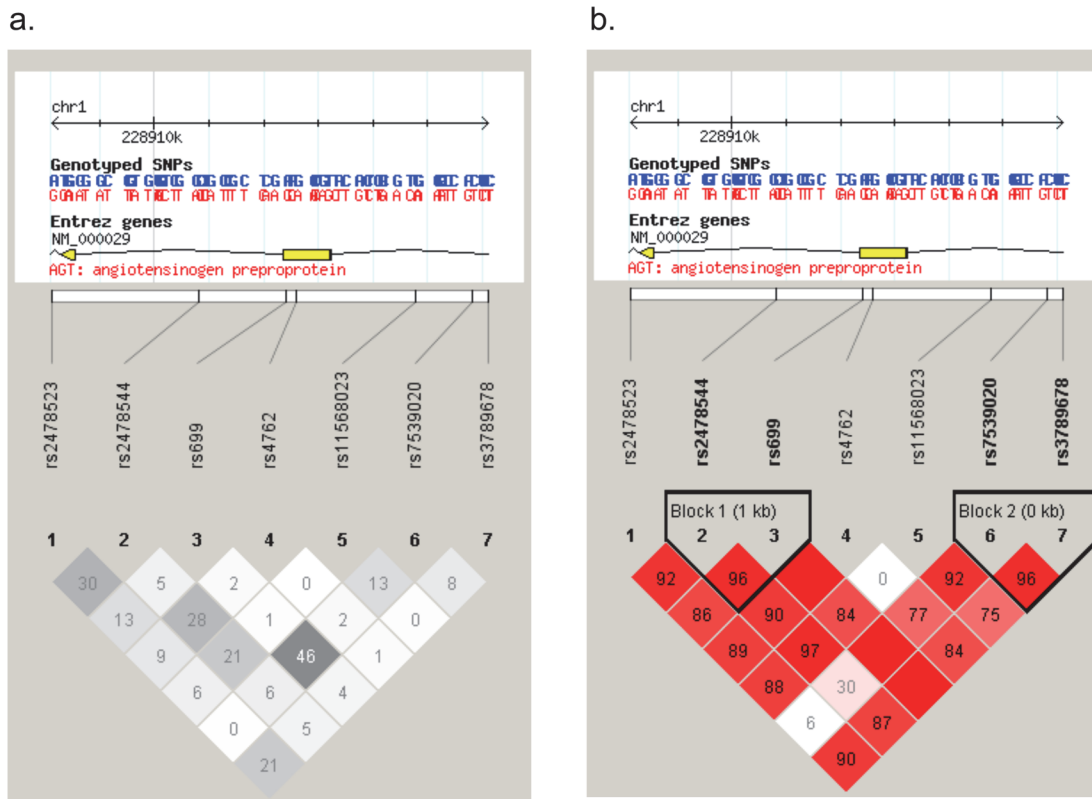 a.
chr1
228910k
Genotyped SNPs
Entrez genes
NM_000029
AGT: angiotensinogen preproprotein
rs2478523
rs2478544
rs699
rs4762
rs11568023
rs7539020
rs3789678
1 2 3 4 5 6 7
30 5 2 0 13 8
13 28 1 2 0
9 21 46 1
6 6 4
0 5
21
b.
chr1
228910k
Genotyped SNPs
Entrez genes
NM_000029
AGT: angiotensinogen preproprotein
rs2478523
rs2478544
rs699
rs4762
rs11568023
rs7539020
rs3789678
Block 1 (1 kb) Block 2 (0 kb)
1 2 3 4 5 6 7
92 96 0 92 96
86 90 84 77 75
89 97 84
88 30
6 87
90